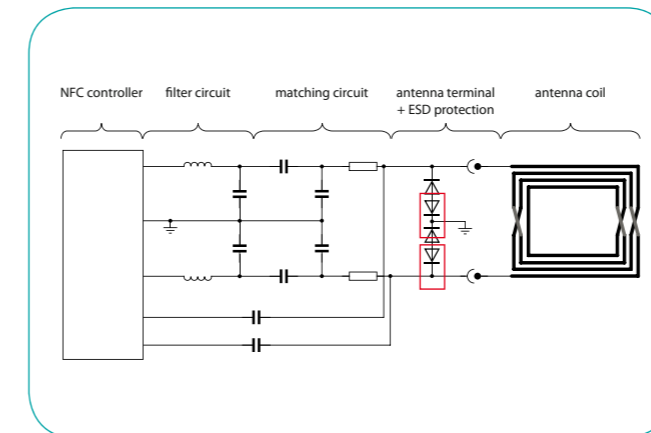 NFC controller
filter circuit
matching circuit
antenna terminal
+ ESD protection
antenna coil